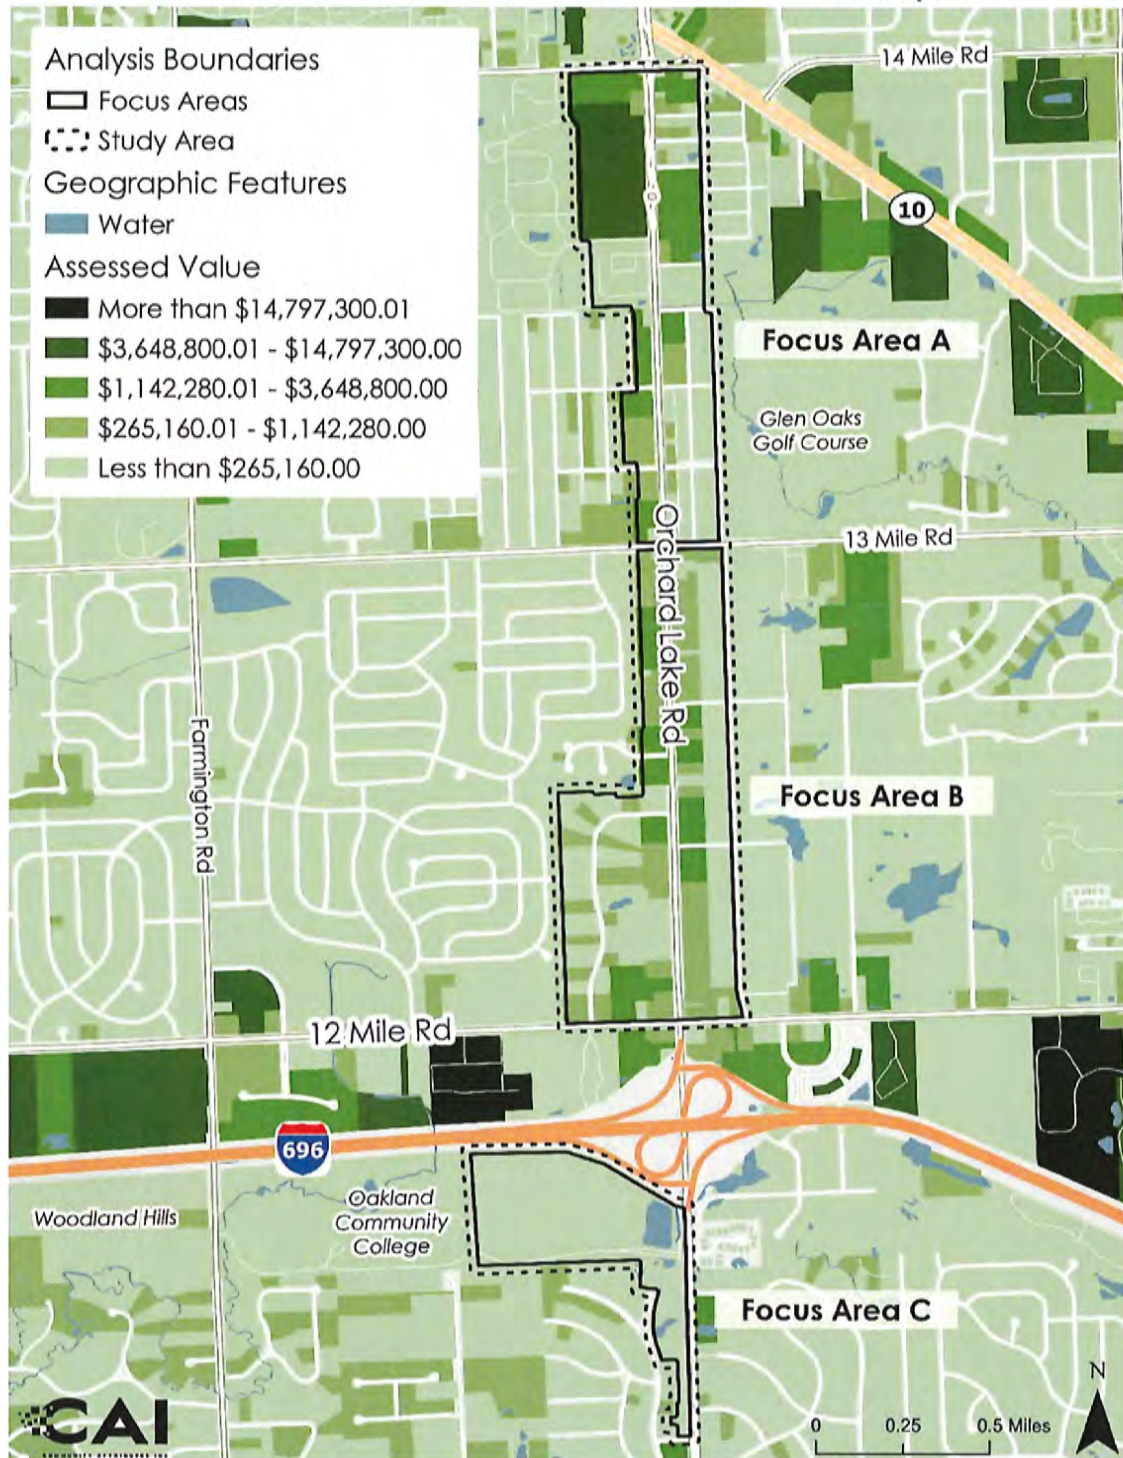 Analysis Boundaries
Focus Areas
Study Area
Geographic Features
Water
Assessed Value
More than $14,797,300.01
$3,648,800.01 - $14,797,300.00
$1,142,280.01 - $3,648,800.00
$265,160.01 - $1,142,280.00
Less than $265,160.00
14 Mile Rd
10
Focus Area A
Glen Oaks
Golf Course
13 Mile Rd
Orchard Lake Rd
Farmington Rd
Focus Area B
12 Mile Rd
696
Woodland Hills
Oakland
Community
College
Focus Area C
CAI
N
0 0.25 0.5 Miles